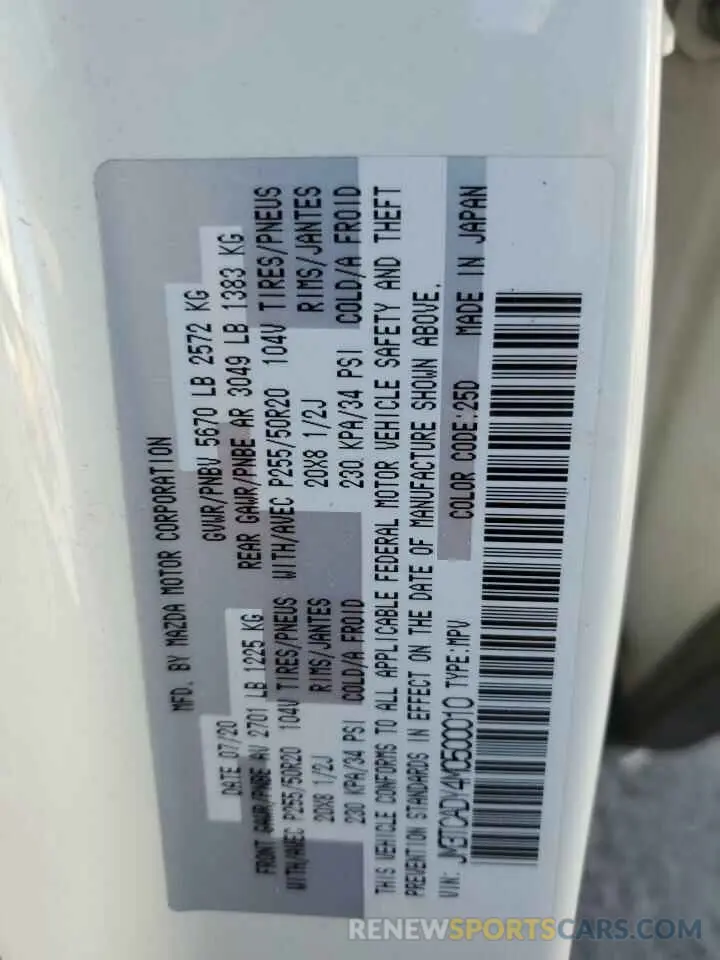 MFD. BY MAZDA MOTOR CORPORATION
DATE 07/20 GVWR/PNBV 5670 LB 2572 KG
FRONT GAWR/PNBE AV 2701 LB 1225 KG REAR GAWR/PNBE AR 3049 LB 1383 KG
WITH/AVEC P255/50R20 104V TIRES/PNEUS WITH/AVEC P255/50R20 104V TIRES/PNEUS
20X8 1/2J RIMS/JANTES 20X8 1/2J RIMS/JANTES
230 KPA/34 PSI COLD/A FROID 230 KPA/34 PSI COLD/A FROID
THIS VEHICLE CONFORMS TO ALL APPLICABLE FEDERAL MOTOR VEHICLE SAFETY AND THEFT
PREVENTION STANDARDS IN EFFECT ON THE DATE OF MANUFACTURE SHOWN ABOVE.
VIN: JM3TCADY4M0500010 TYPE:MPV COLOR CODE:25D MADE IN JAPAN
RENEWSPORTSCARS.COM